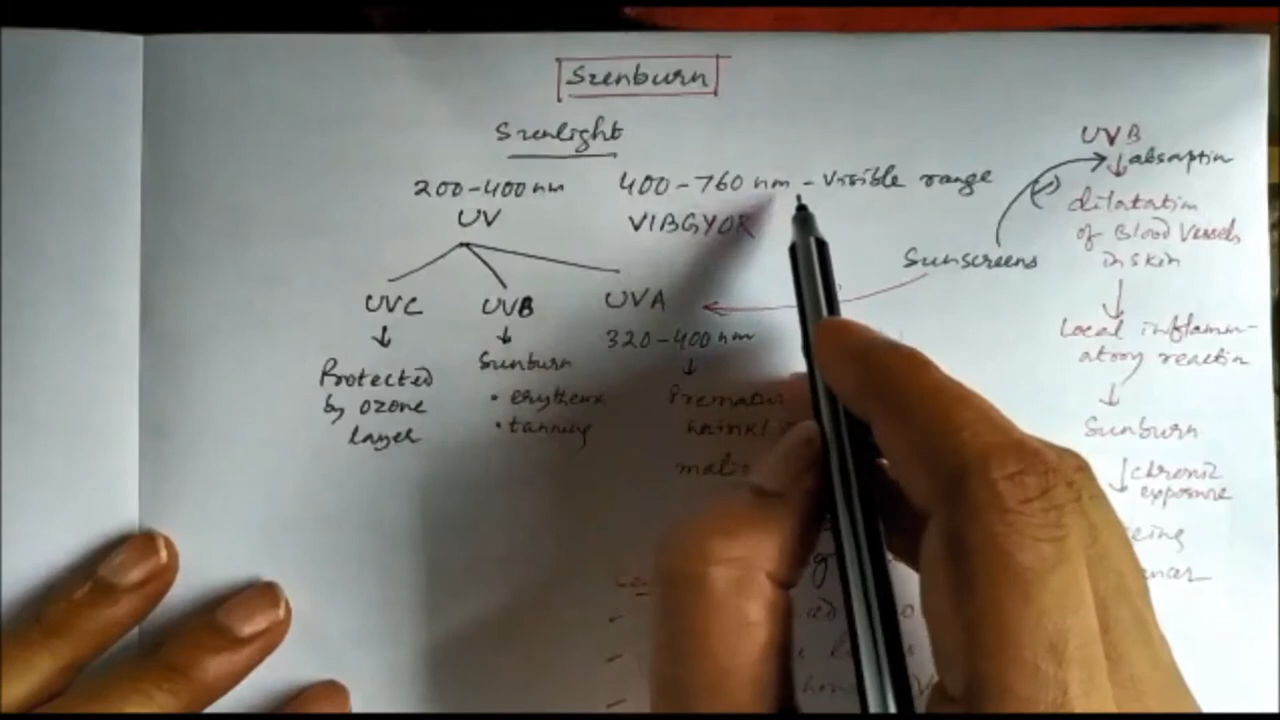 Sunburn
Sunlight
200-400 nm
UV
400-760 nm - Visible range
VIBGYOR
UVC
Protected
by ozone
layer
UVB
Sunburn
• erythema
• tanning
UVA
320-400 nm
Sunscreens
UVB
absorptin
dilatation
of Blood Vessels
in skin
Local inflamm-
atory reactin
Sunburn
chronic
exposure